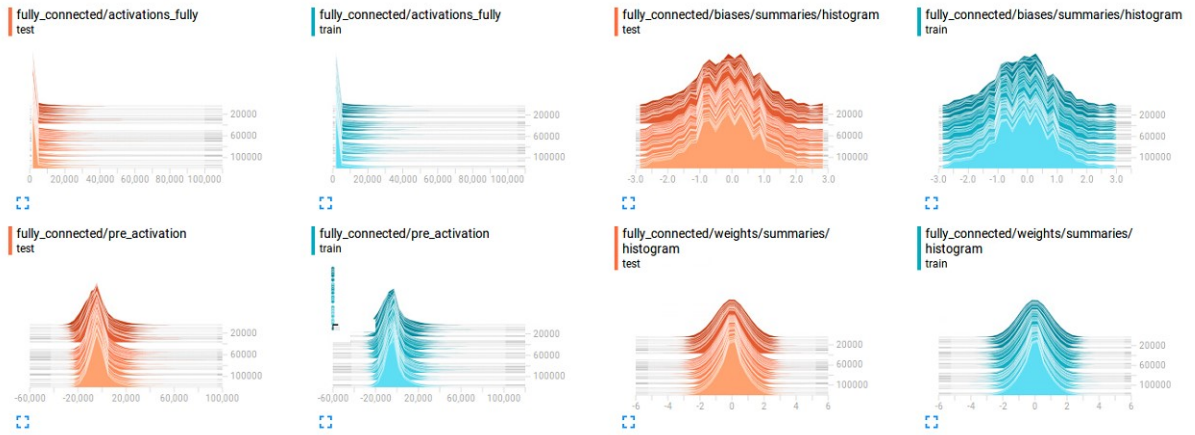 fully_connected/activations_fully
test
20000
60000
100000
0 20,000 40,000 60,000 80,000 100,000
fully_connected/activations_fully
train
20000
60000
100000
0 20,000 40,000 60,000 80,000 100,000
fully_connected/biases/summaries/histogram
test
20000
60000
100000
-3.0 -2.0 -1.0 0.0 1.0 2.0 3.0
fully_connected/biases/summaries/histogram
train
20000
60000
100000
-3.0 -2.0 -1.0 0.0 1.0 2.0 3.0
fully_connected/pre_activation
test
20000
60000
100000
-60,000 -20,000 20,000 60,000 100,000
fully_connected/pre_activation
train
20000
60000
100000
-60,000 -20,000 20,000 60,000 100,000
fully_connected/weights/summaries/
histogram
test
20000
60000
100000
-6 -4 -2 0 2 4 6
fully_connected/weights/summaries/
histogram
train
20000
60000
100000
-6 -4 -2 0 2 4 6